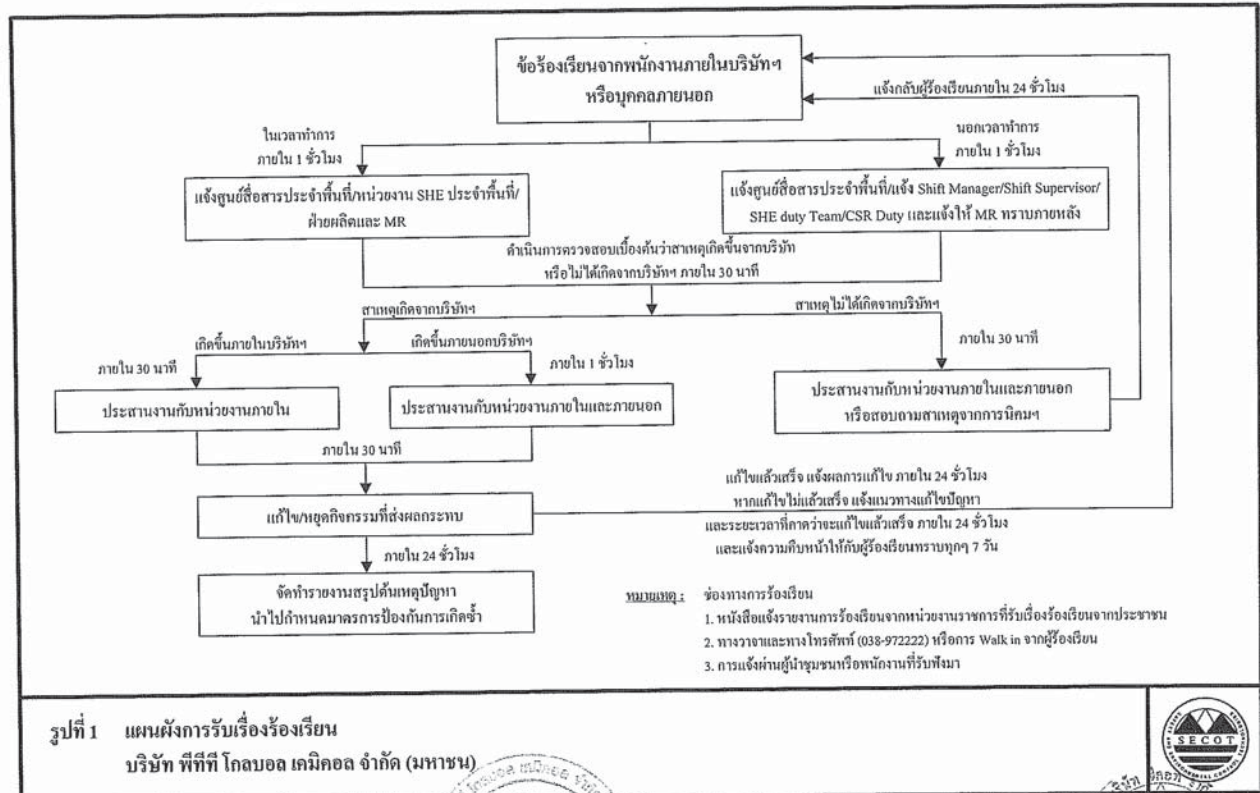 ข้อร้องเรียนจากพนักงานภายในบริษัทฯ
หรือบุคคลภายนอก
แจ้งกลับผู้ร้องเรียนภายใน 24 ชั่วโมง
ในเวลาทำการ
ภายใน 1 ชั่วโมง
นอกเวลาทำการ
ภายใน 1 ชั่วโมง
แจ้งศูนย์สื่อสารประจำพื้นที่/หน่วยงาน SHE ประจำพื้นที่/
ฝ่ายผลิตและ MR
แจ้งศูนย์สื่อสารประจำพื้นที่/แจ้ง Shift Manager/Shift Supervisor/
SHE duty Team/CSR Duty และแจ้งให้ MR ทราบภายหลัง
ดำเนินการตรวจสอบเบื้องต้นว่าสาเหตุเกิดขึ้นจากบริษัท
หรือไม่ได้เกิดจากบริษัทฯ ภายใน 30 นาที
สาเหตุเกิดจากบริษัทฯ
สาเหตุไม่ได้เกิดจากบริษัทฯ
เกิดขึ้นภายในบริษัทฯ
เกิดขึ้นภายนอกบริษัทฯ
ภายใน 30 นาที
ภายใน 1 ชั่วโมง
ภายใน 30 นาที
ประสานงานกับหน่วยงานภายใน
ประสานงานกับหน่วยงานภายในและภายนอก
ประสานงานกับหน่วยงานภายในและภายนอก
หรือสอบถามสาเหตุจากการนิคมฯ
ภายใน 30 นาที
แก้ไข/หยุดกิจกรรมที่ส่งผลกระทบ
แก้ไขแล้วเสร็จ แจ้งผลการแก้ไข ภายใน 24 ชั่วโมง
หากแก้ไขไม่แล้วเสร็จ แจ้งแนวทางแก้ไขปัญหา
และระยะเวลาที่คาดว่าจะแก้ไขแล้วเสร็จ ภายใน 24 ชั่วโมง
และแจ้งความคืบหน้าให้กับผู้ร้องเรียนทราบทุกๆ 7 วัน
ภายใน 24 ชั่วโมง
จัดทำรายงานสรุปต้นเหตุปัญหา
นำไปกำหนดมาตรการป้องกันการเกิดซ้ำ
หมายเหตุ : ช่องทางการร้องเรียน
1. หนังสือแจ้งรายงานการร้องเรียนจากหน่วยงานราชการที่รับเรื่องร้องเรียนจากประชาชน
2. ทางวาจาและทางโทรศัพท์ (038-972222) หรือการ Walk in จากผู้ร้องเรียน
3. การแจ้งผ่านผู้นำชุมชนหรือพนักงานที่รับฟังมา
รูปที่ 1 แผนผังการรับเรื่องร้องเรียน
บริษัท พีทีที โกลบอล เคมิคอล จำกัด (มหาชน)
SECOT